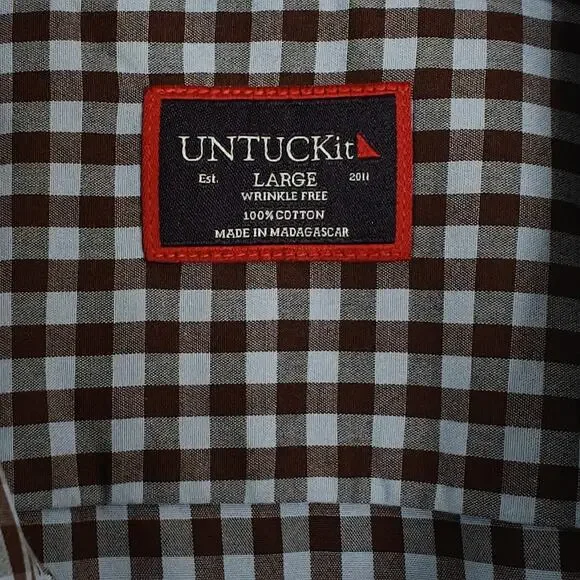 UNTUCKit
Est. LARGE 2011
WRINKLE FREE
100% COTTON
MADE IN MADAGASCAR